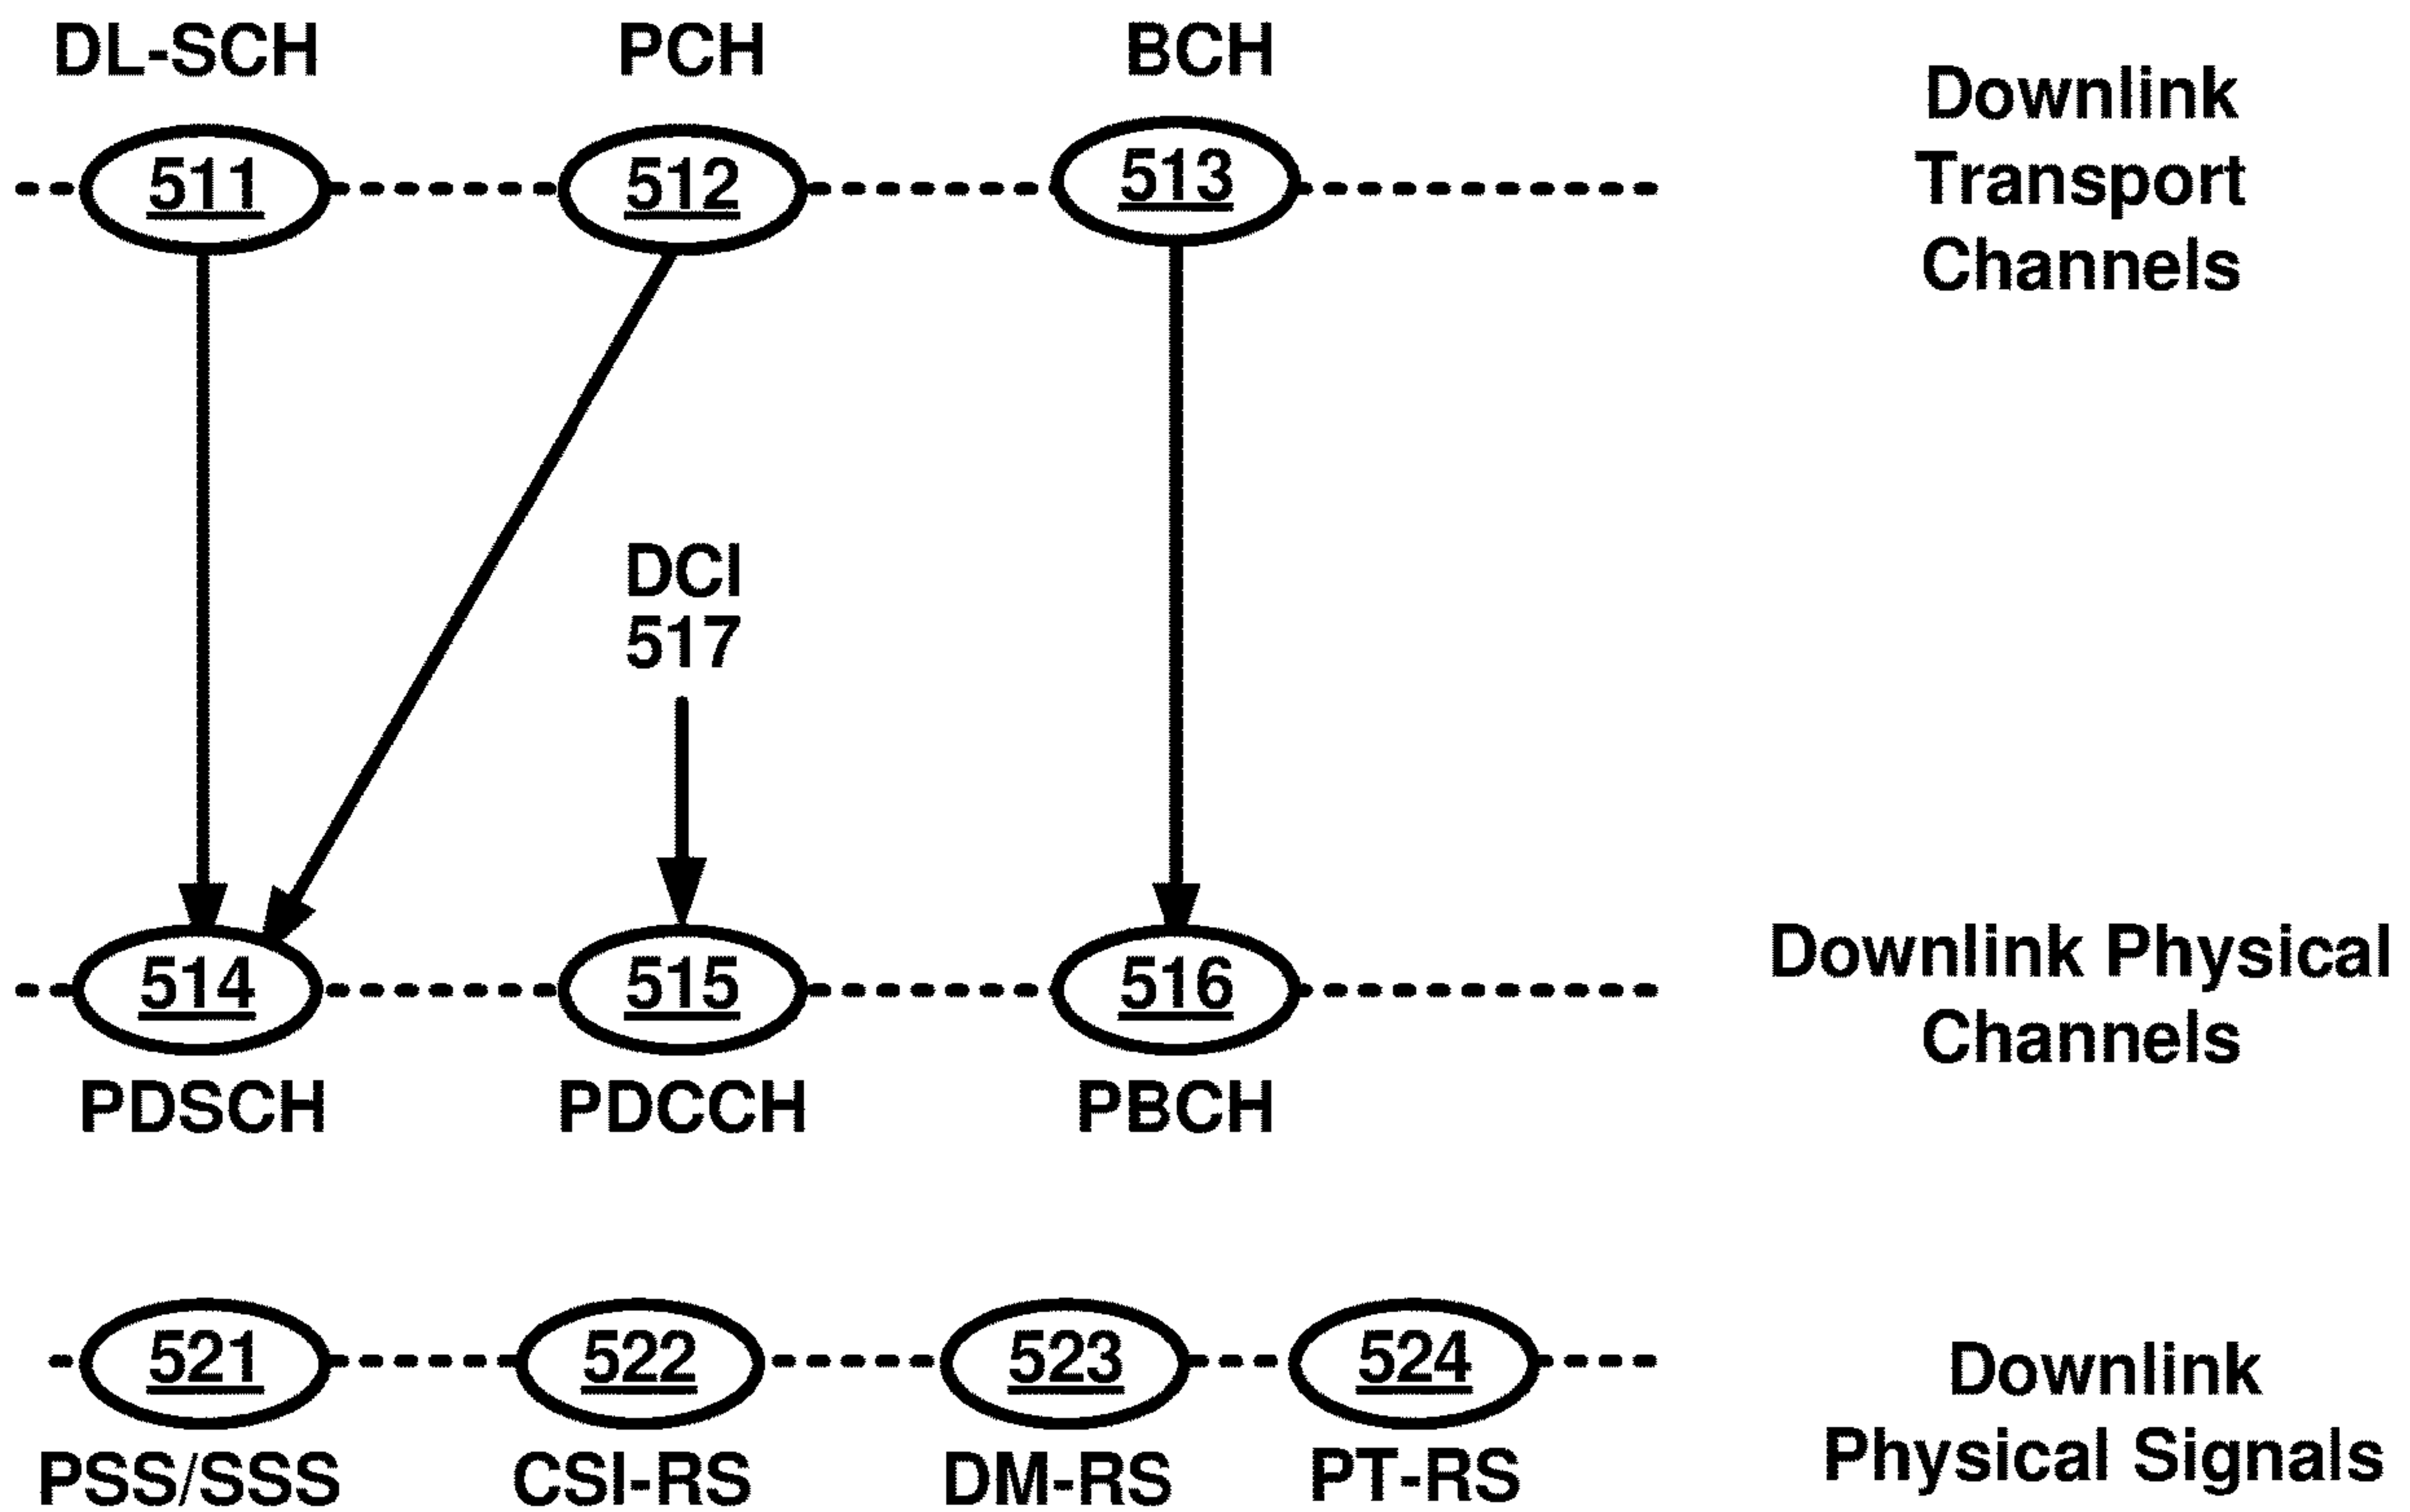 DL-SCH
PCH
BCH
Downlink
Transport
Channels
511
512
513
DCI
517
514
515
516
Downlink Physical
Channels
PDSCH
PDCCH
PBCH
521
522
523
524
Downlink
Physical Signals
PSS/SSS
CSI-RS
DM-RS
PT-RS